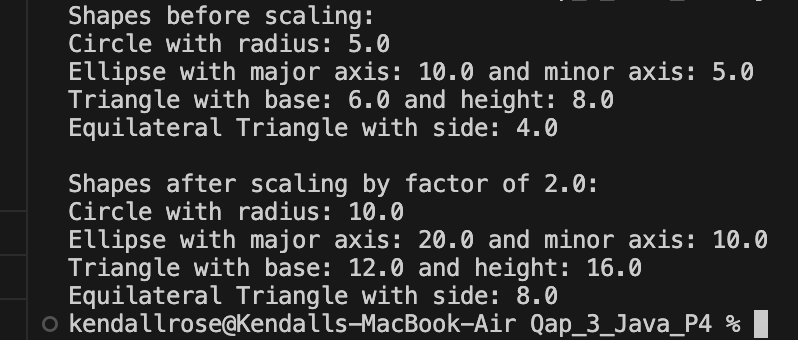 Shapes before scaling:
Circle with radius: 5.0
Ellipse with major axis: 10.0 and minor axis: 5.0
Triangle with base: 6.0 and height: 8.0
Equilateral Triangle with side: 4.0
Shapes after scaling by factor of 2.0:
Circle with radius: 10.0
Ellipse with major axis: 20.0 and minor axis: 10.0
Triangle with base: 12.0 and height: 16.0
Equilateral Triangle with side: 8.0
kendallrose@Kendalls-MacBook-Air Qap_3_Java_P4 %